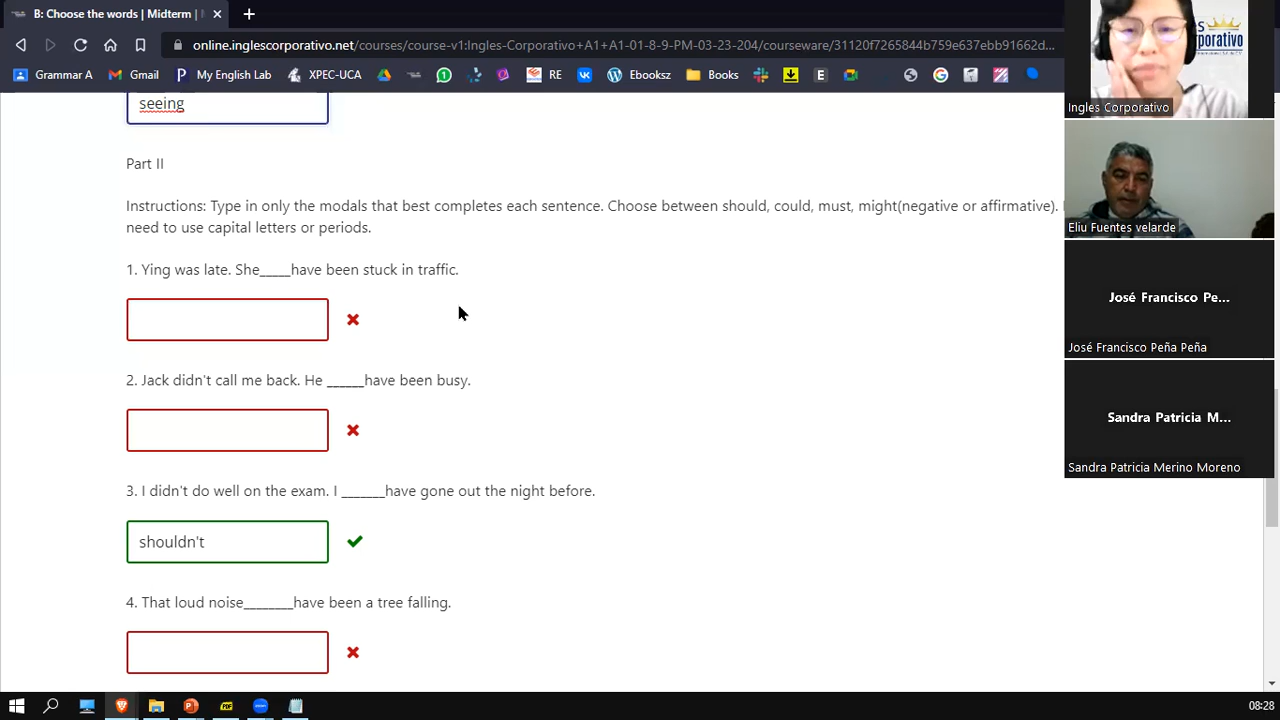 B: Choose the words | Midterm |
online.inglescorporativo.net/courses/course-v1:Ingles-Corporativo+A1+A1-01-8-9-PM-03-23-204/courseware/31120f7265844b759e637ebb91662d...
Grammar A
Gmail
My English Lab
XPEC-UCA
RE
Ebooksz
Books
seeing
Part II
Instructions: Type in only the modals that best completes each sentence. Choose between should, could, must, might(negative or affirmative).
need to use capital letters or periods.
1. Ying was late. She_____have been stuck in traffic.
2. Jack didn't call me back. He ______have been busy.
3. I didn't do well on the exam. I _______have gone out the night before.
shouldn't
4. That loud noise________have been a tree falling.
s
orporativo
Ingles Corporativo
Eliu Fuentes velarde
José Francisco Pe...
José Francisco Peña Peña
Sandra Patricia M...
Sandra Patricia Merino Moreno
08:28